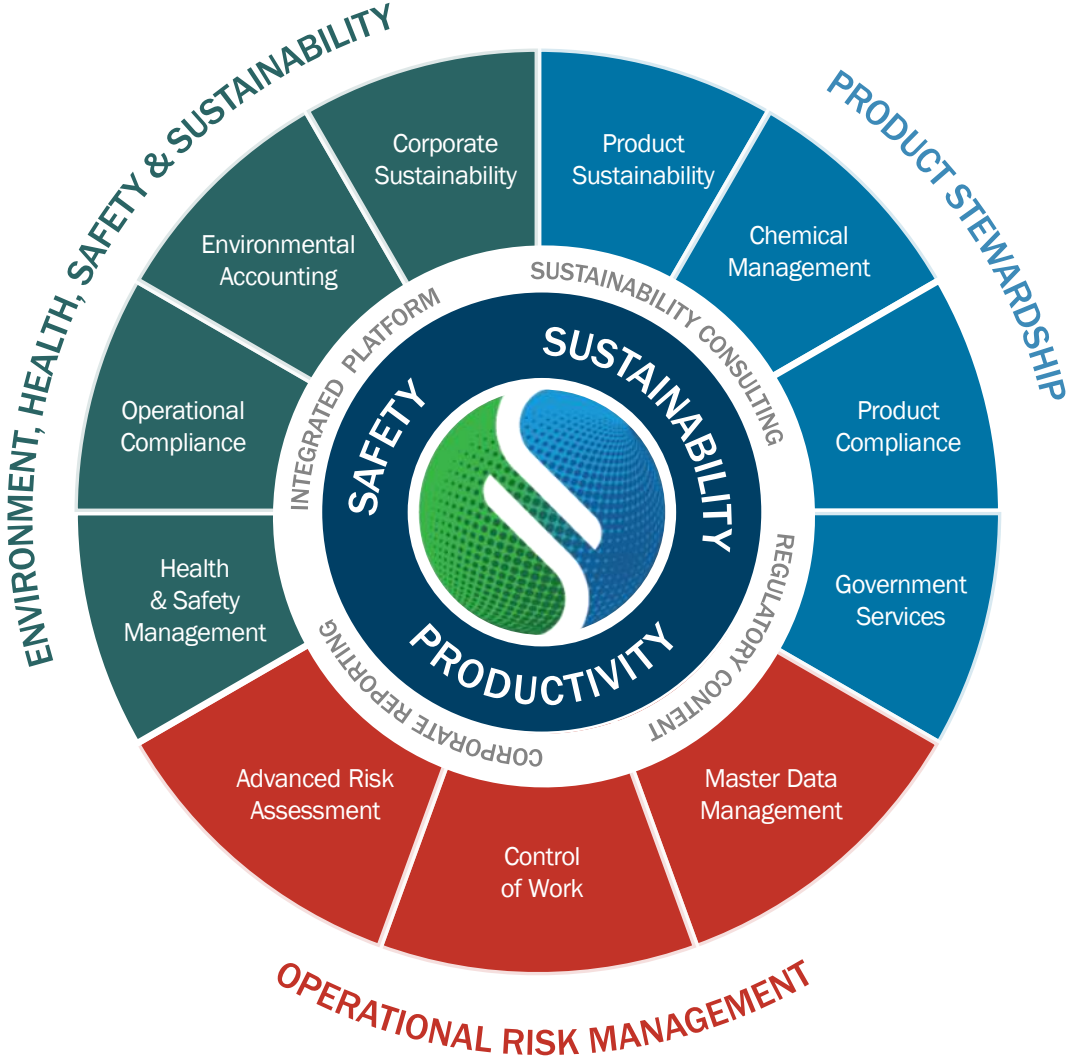 ENVIRONMENT, HEALTH, SAFETY & SUSTAINABILITY
PRODUCT STEWARDSHIP
OPERATIONAL RISK MANAGEMENT
Corporate
Sustainability
Product
Sustainability
Chemical
Management
Product
Compliance
Government
Services
Master Data
Management
Control
of Work
Advanced Risk
Assessment
Health
& Safety
Management
Operational
Compliance
Environmental
Accounting
INTEGRATED PLATFORM
SUSTAINABILITY CONSULTING
REGULATORY CONTENT
CORPORATE REPORTING
SAFETY
SUSTAINABILITY
PRODUCTIVITY